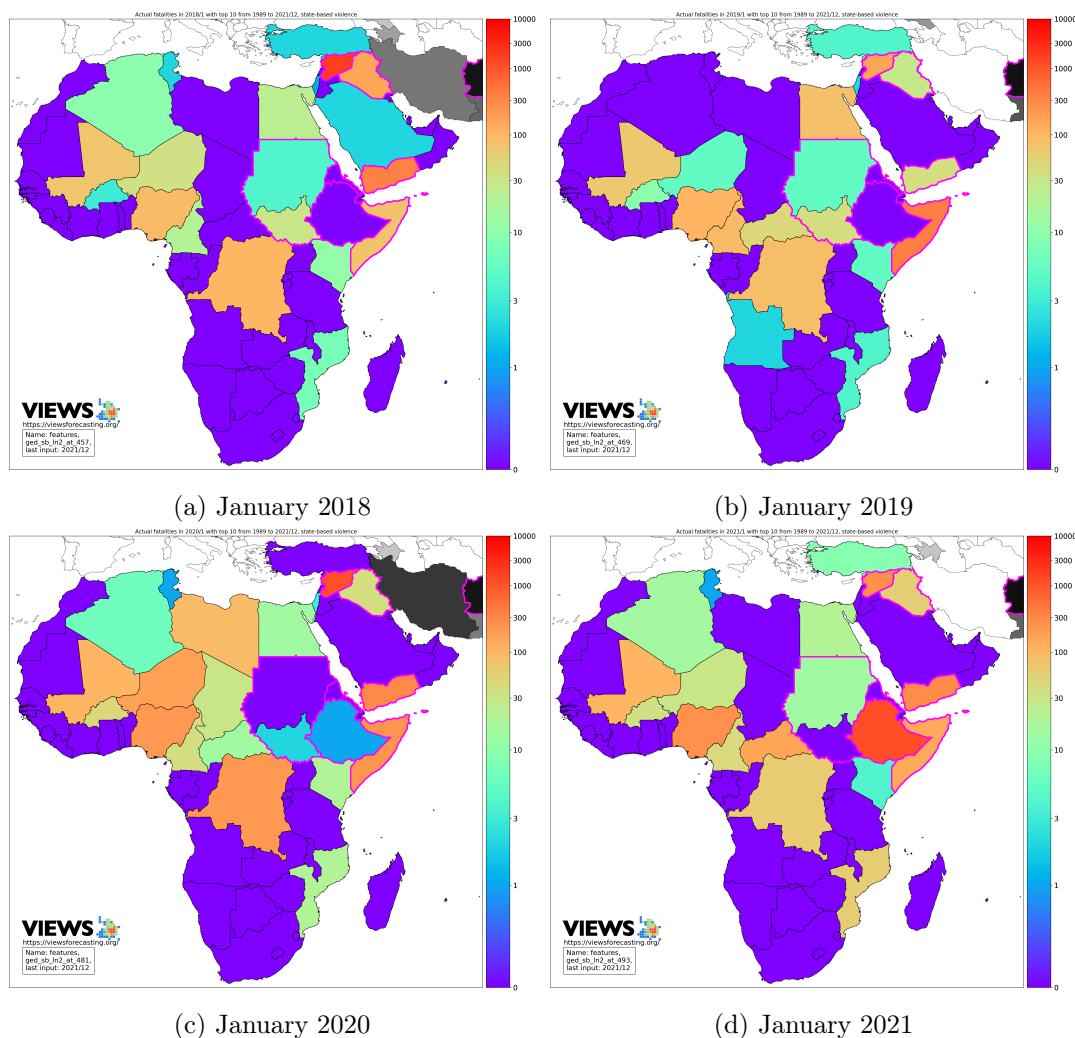 Actual fatalities in 2018/1 with top 10 from 1989 to 2021/12, state-based violence
10000
3000
1000
300
100
30
10
3
1
0
VIEWS
https://viewsforecasting.org/
Name: features,
ged_sb_ln2_at_457,
last input: 2021/12
(a) January 2018
Actual fatalities in 2019/1 with top 10 from 1989 to 2021/12, state-based violence
10000
3000
1000
300
100
30
10
3
1
0
VIEWS
https://viewsforecasting.org/
Name: features,
ged_sb_ln2_at_469,
last input: 2021/12
(b) January 2019
Actual fatalities in 2020/1 with top 10 from 1989 to 2021/12, state-based violence
10000
3000
1000
300
100
30
10
3
1
0
VIEWS
https://viewsforecasting.org/
Name: features,
ged_sb_ln2_at_481,
last input: 2021/12
(c) January 2020
Actual fatalities in 2021/1 with top 10 from 1989 to 2021/12, state-based violence
10000
3000
1000
300
100
30
10
3
1
0
VIEWS
https://viewsforecasting.org/
Name: features,
ged_sb_ln2_at_493,
last input: 2021/12
(d) January 2021